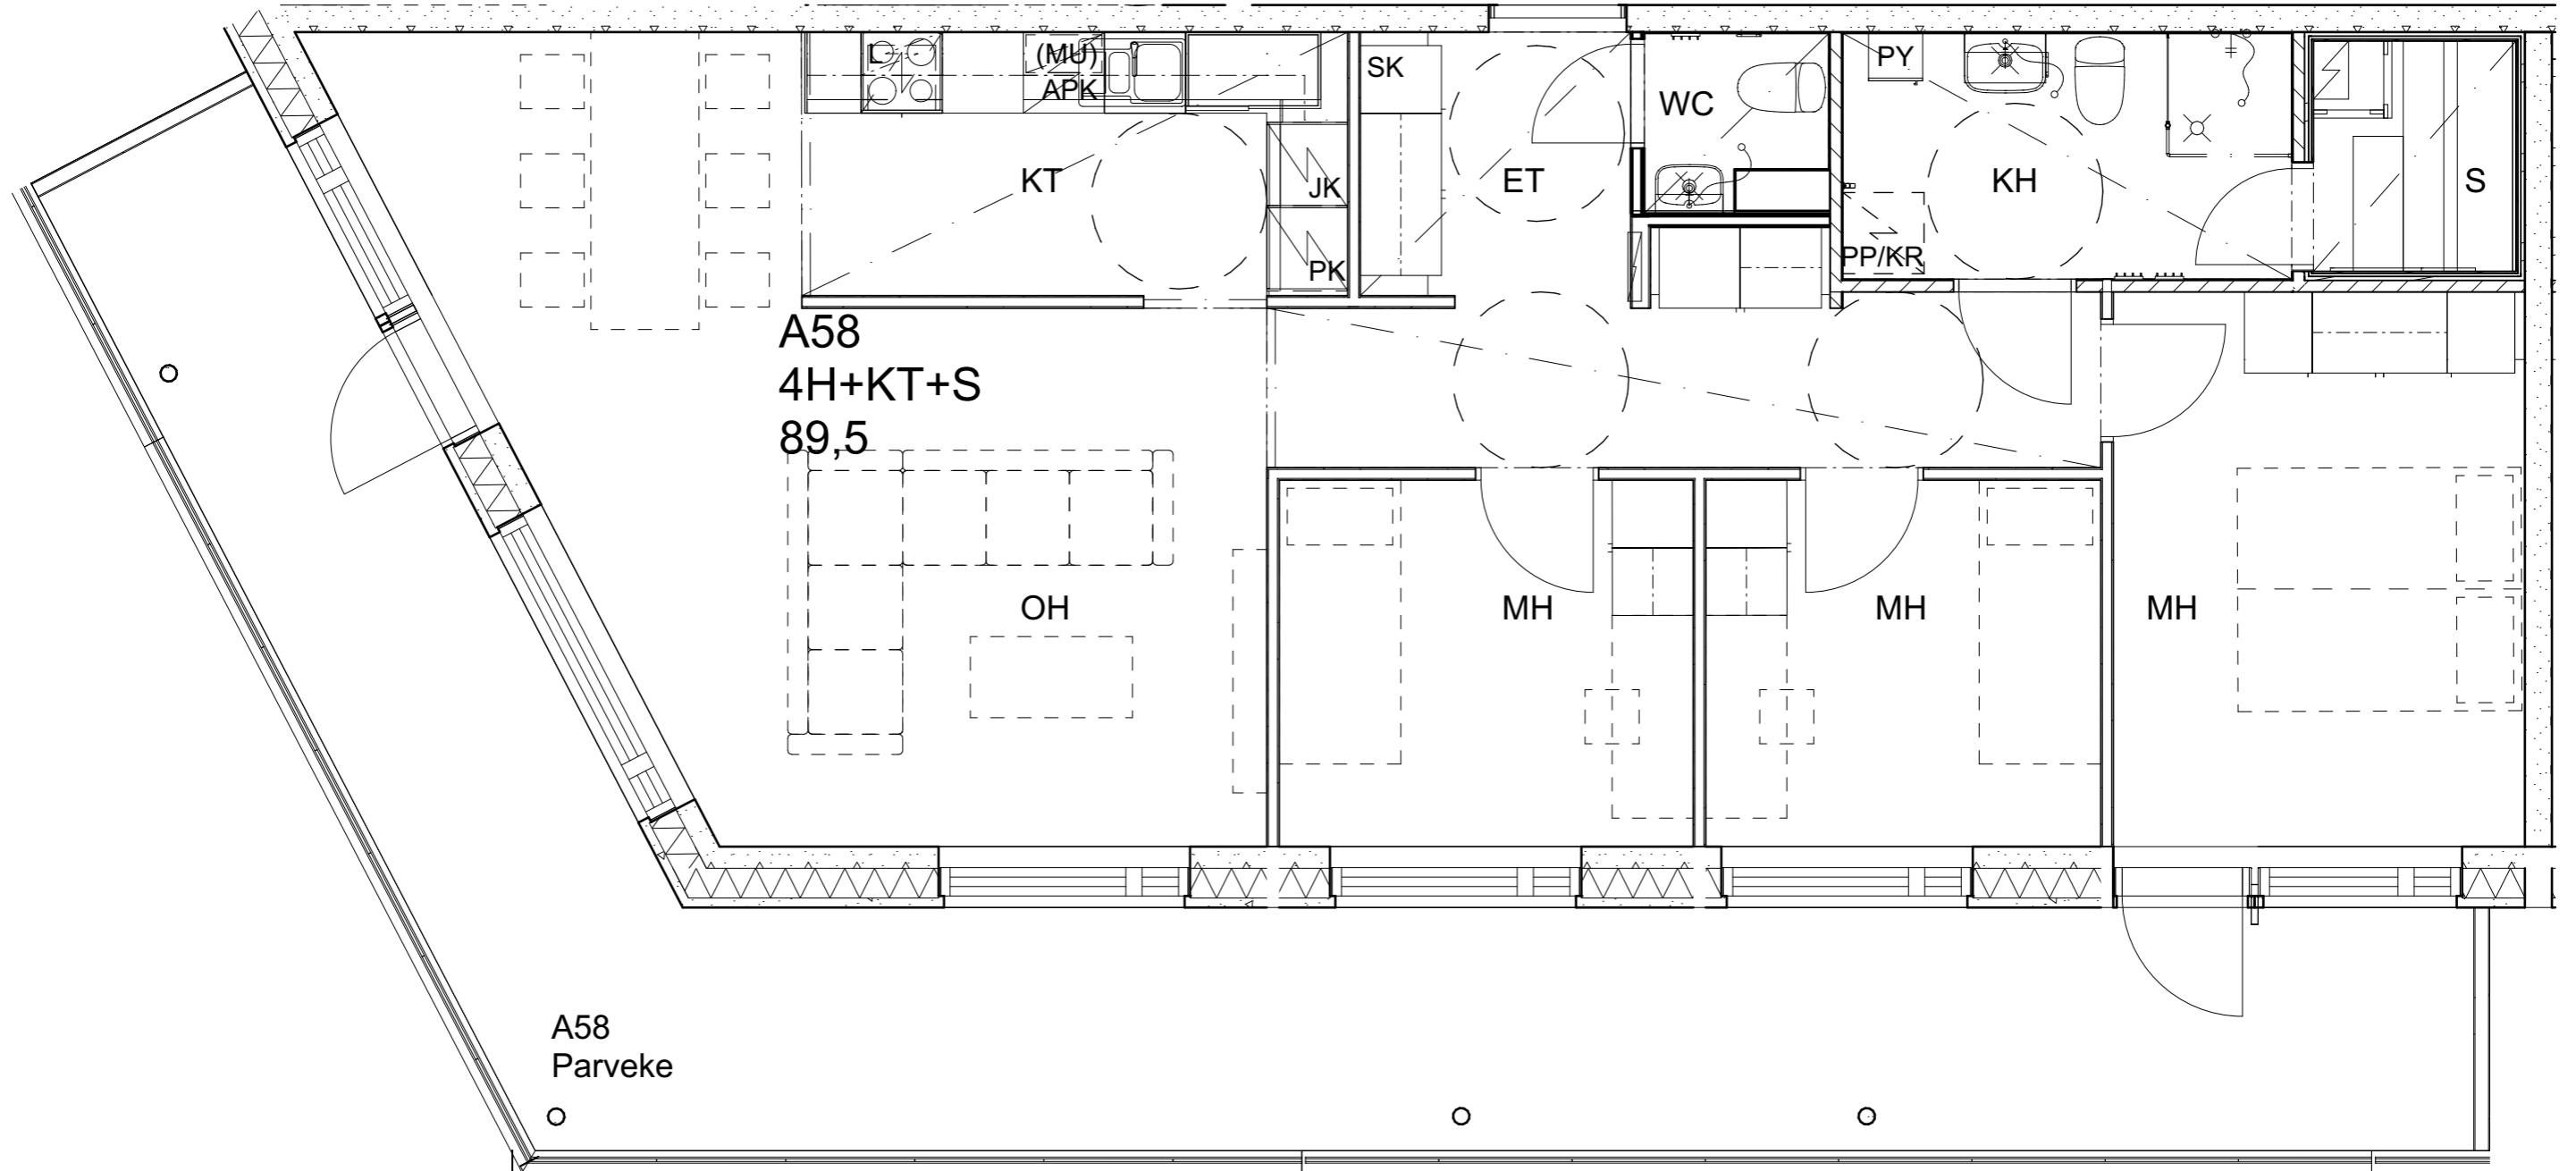 L
(MU)
APK
SK
WC
PY
KT
JK
ET
KH
S
PK
PP/KR
A58
4H+KT+S
89,5
OH
MH
MH
MH
A58
Parveke